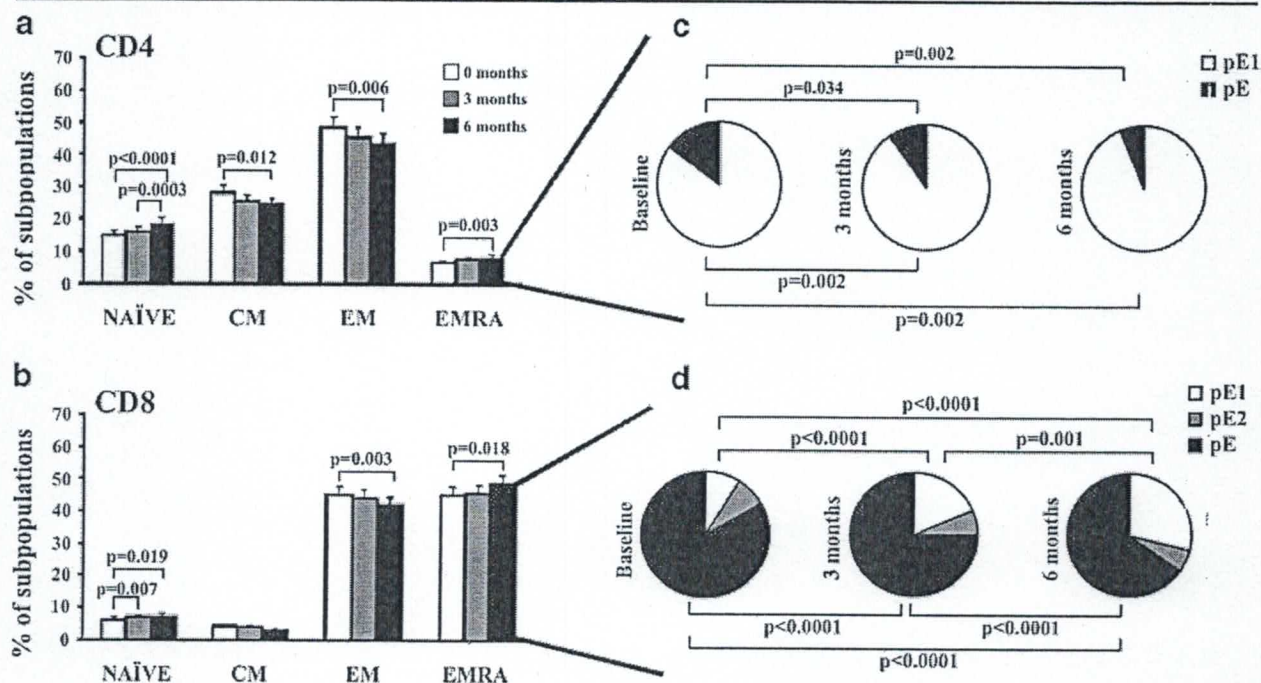 a
CD4
% of subpopulations
70
60
50
40
30
20
10
0
p<0.0001
p=0.0003
p=0.012
p=0.006
p=0.003
0 months
3 months
6 months
NAÏVE CM EM EMRA
c
p=0.002
p=0.034
pE1
pE
Baseline
3 months
6 months
p=0.002
p=0.002
b
CD8
% of subpopulations
70
60
50
40
30
20
10
0
p=0.019
p=0.007
p=0.003
p=0.018
NAÏVE CM EM EMRA
d
p<0.0001
p<0.0001 p=0.001
pE1
pE2
pE
Baseline
3 months
6 months
p<0.0001 p<0.0001
p<0.0001